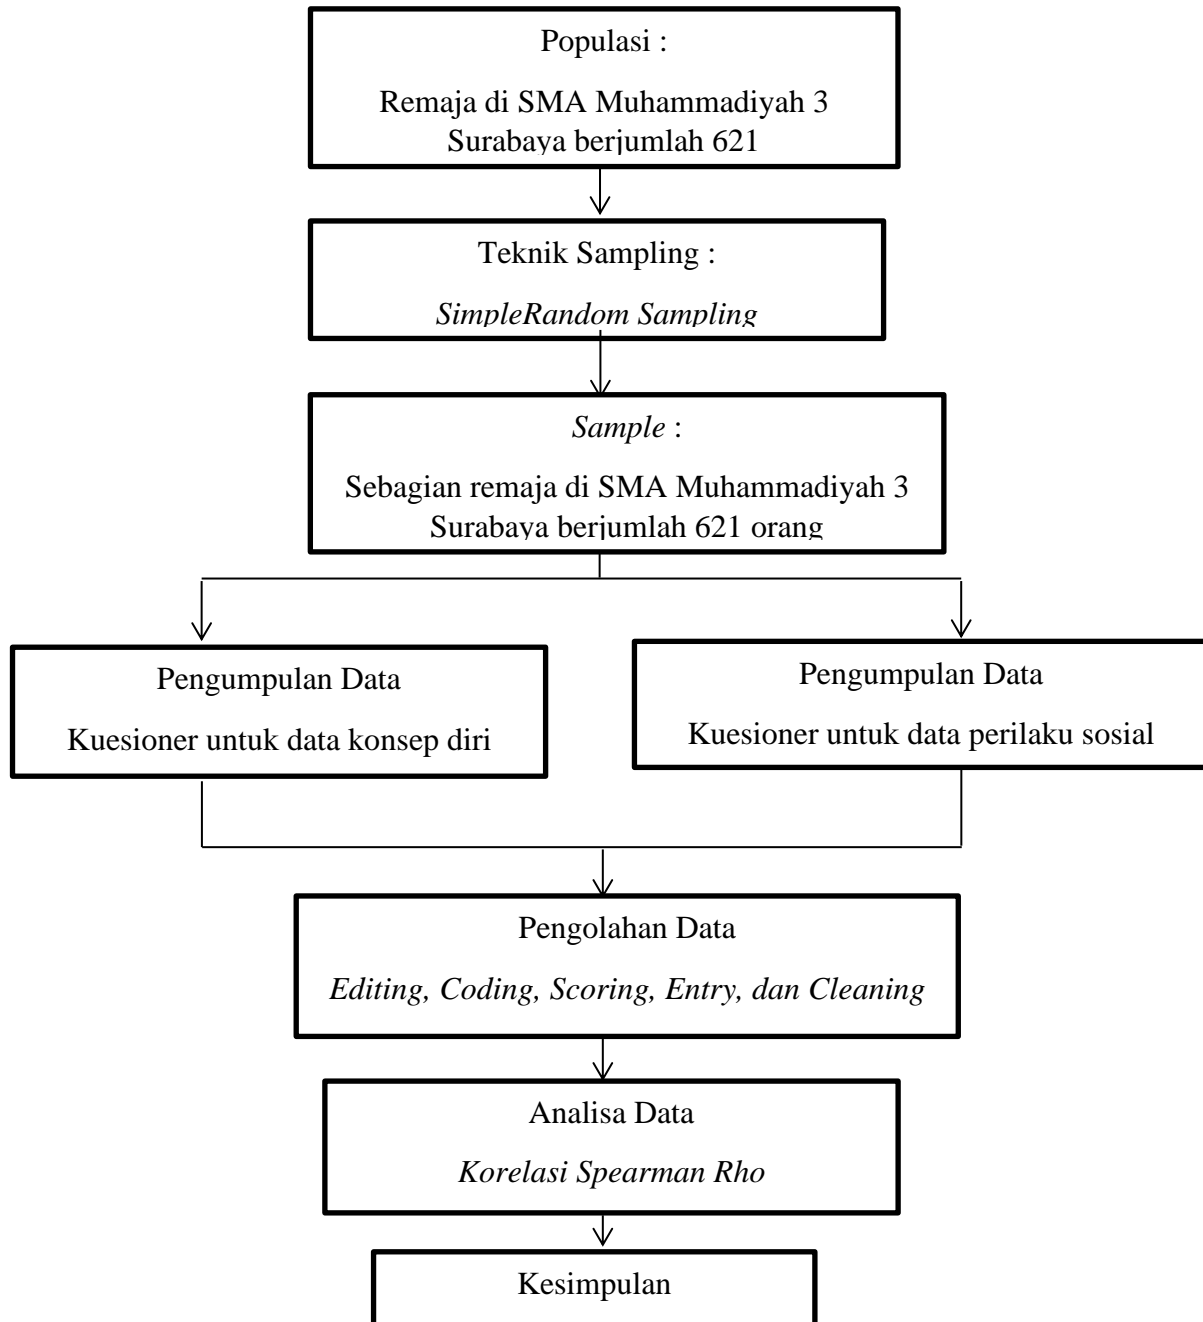 Populasi :
Remaja di SMA Muhammadiyah 3
Surabaya berjumlah 621
Teknik Sampling :
SimpleRandom Sampling
Sample :
Sebagian remaja di SMA Muhammadiyah 3
Surabaya berjumlah 621 orang
Pengumpulan Data
Kuesioner untuk data konsep diri
Pengumpulan Data
Kuesioner untuk data perilaku sosial
Pengolahan Data
Editing, Coding, Scoring, Entry, dan Cleaning
Analisa Data
Korelasi Spearman Rho
Kesimpulan